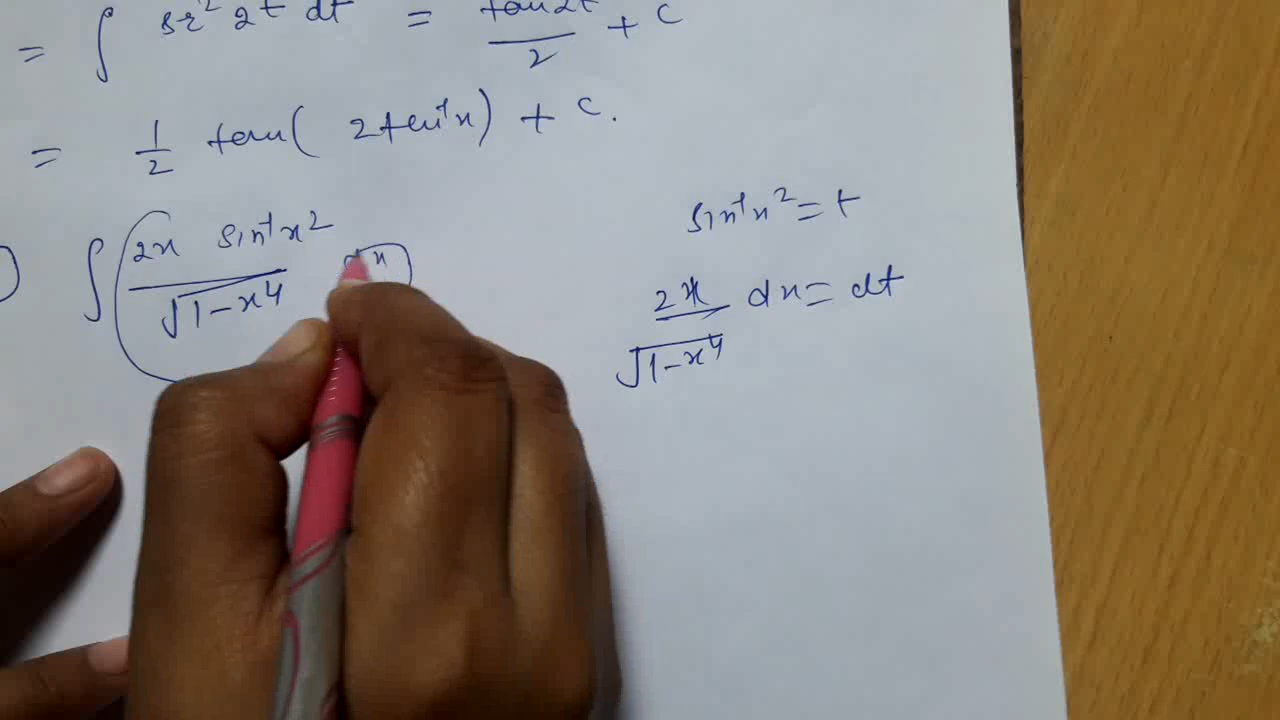 = ∫ sec² 2t dt = tan2t / 2 + c
= 1/2 tan( 2tan⁻¹x) + c.
) ∫ 2x sin⁻¹x² / √1-x⁴ dx
sin⁻¹x² = t
2x / √1-x⁴ dx = dt